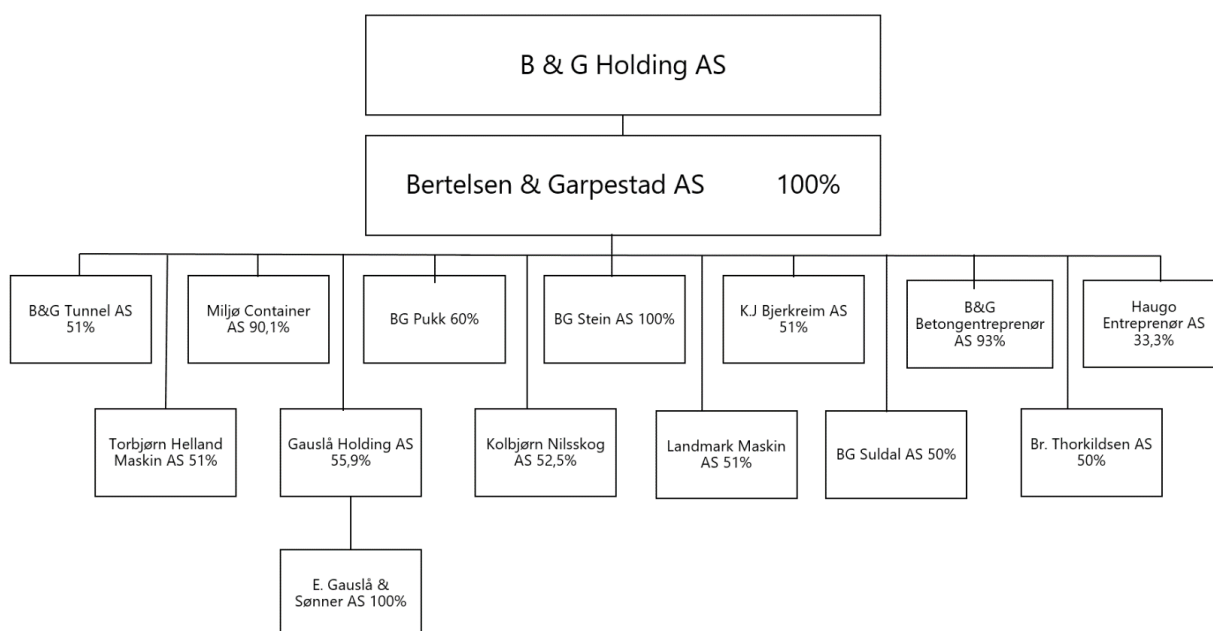 B & G Holding AS
Bertelsen & Garpestad AS 100%
B&G Tunnel AS
51%
Miljø Container
AS 90,1%
BG Pukk 60%
BG Stein AS 100%
K.J Bjerkreim AS
51%
B&G
Betongentreprenør
AS 93%
Haugo
Entreprenør AS
33,3%
Torbjørn Helland
Maskin AS 51%
Gauslå Holding AS
55,9%
Kolbjørn Nilsskog
AS 52,5%
Landmark Maskin
AS 51%
BG Suldal AS 50%
Br. Thorkildsen AS
50%
E. Gauslå &
Sønner AS 100%